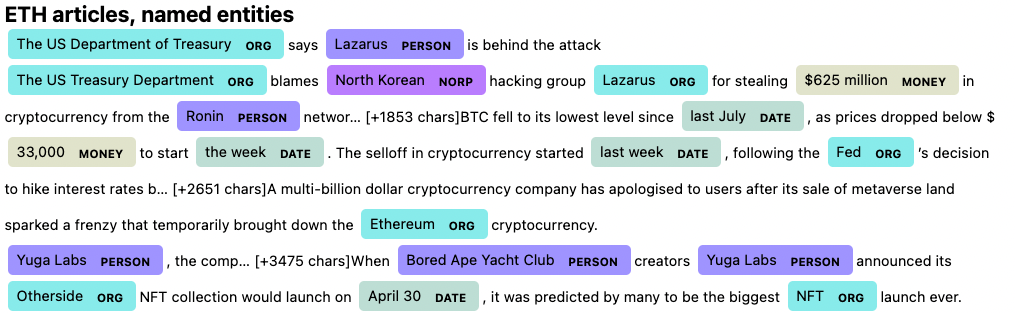 ETH articles, named entities
The US Department of Treasury ORG says Lazarus PERSON is behind the attack
The US Treasury Department ORG blames North Korean NORP hacking group Lazarus ORG for stealing $625 million MONEY in
cryptocurrency from the Ronin PERSON networ… [+1853 chars]BTC fell to its lowest level since last July DATE , as prices dropped below $
33,000 MONEY to start the week DATE . The selloff in cryptocurrency started last week DATE , following the Fed ORG 's decision
to hike interest rates b… [+2651 chars]A multi-billion dollar cryptocurrency company has apologised to users after its sale of metaverse land
sparked a frenzy that temporarily brought down the Ethereum ORG cryptocurrency.
Yuga Labs PERSON , the comp… [+3475 chars]When Bored Ape Yacht Club PERSON creators Yuga Labs PERSON announced its
Otherside ORG NFT collection would launch on April 30 DATE , it was predicted by many to be the biggest NFT ORG launch ever.